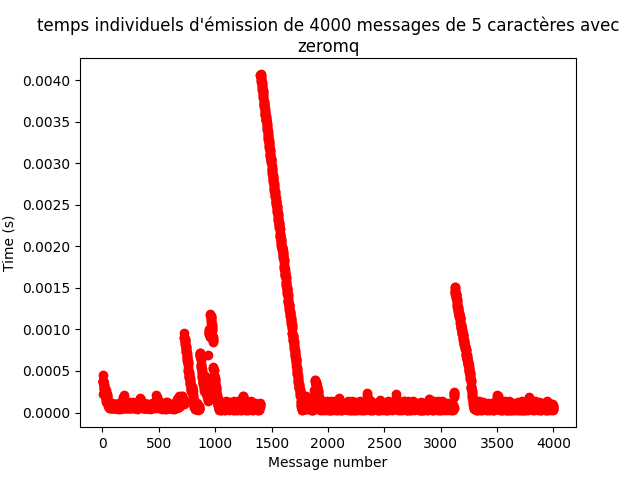 temps individuels d'émission de 4000 messages de 5 caractères avec
zeromq
0.0040
0.0035
0.0030
0.0025
0.0020
0.0015
0.0010
0.0005
0.0000
Time (s)
0 500 1000 1500 2000 2500 3000 3500 4000
Message number